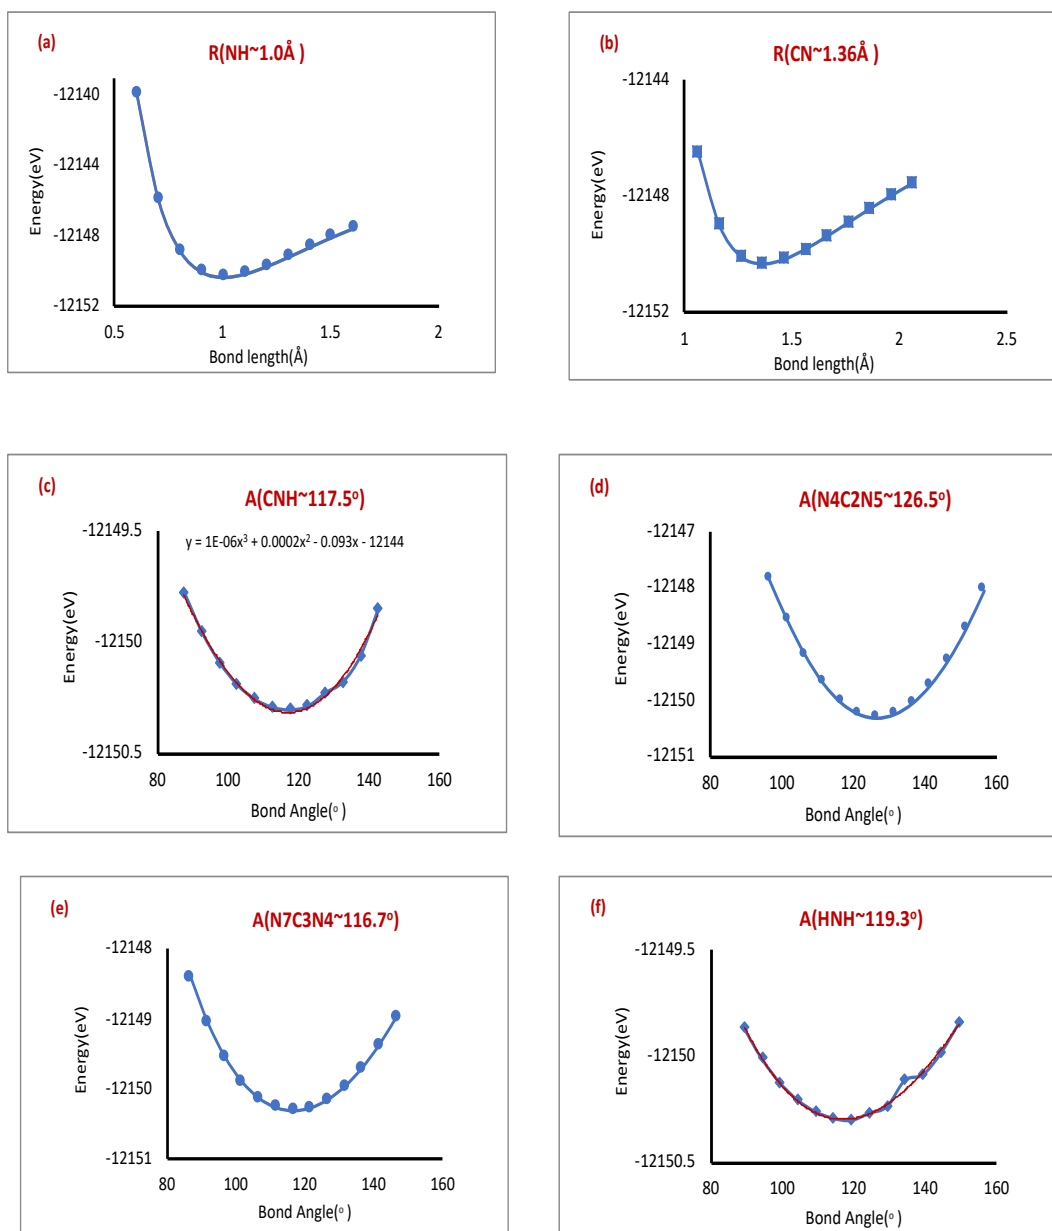 (a)
R(NH~1.0Å )
-12140
-12144
-12148
-12152
Energy(eV)
0.5 1 1.5 2
Bond length(Å)
(b)
R(CN~1.36Å )
-12144
-12148
-12152
Energy(eV)
1 1.5 2 2.5
Bond length(Å)
(c)
A(CNH~117.5º)
y = 1E-06x³ + 0.0002x² - 0.093x - 12144
-12149.5
-12150
-12150.5
Energy(eV)
80 100 120 140 160
Bond Angle(º )
(d)
A(N4C2N5~126.5º)
-12147
-12148
-12149
-12150
-12151
Energy(eV)
80 100 120 140 160
Bond Angle(º )
(e)
A(N7C3N4~116.7º)
-12148
-12149
-12150
-12151
Energy(eV)
80 100 120 140 160
Bond Angle(º )
(f)
A(HNH~119.3º)
-12149.5
-12150
-12150.5
Energy(eV)
80 100 120 140 160
Bond Angle(º )